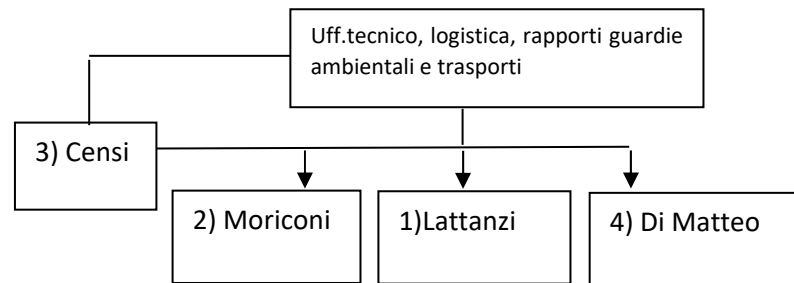 Uff.tecnico, logistica, rapporti guardie
ambientali e trasporti
3) Censi
2) Moriconi
1)Lattanzi
4) Di Matteo